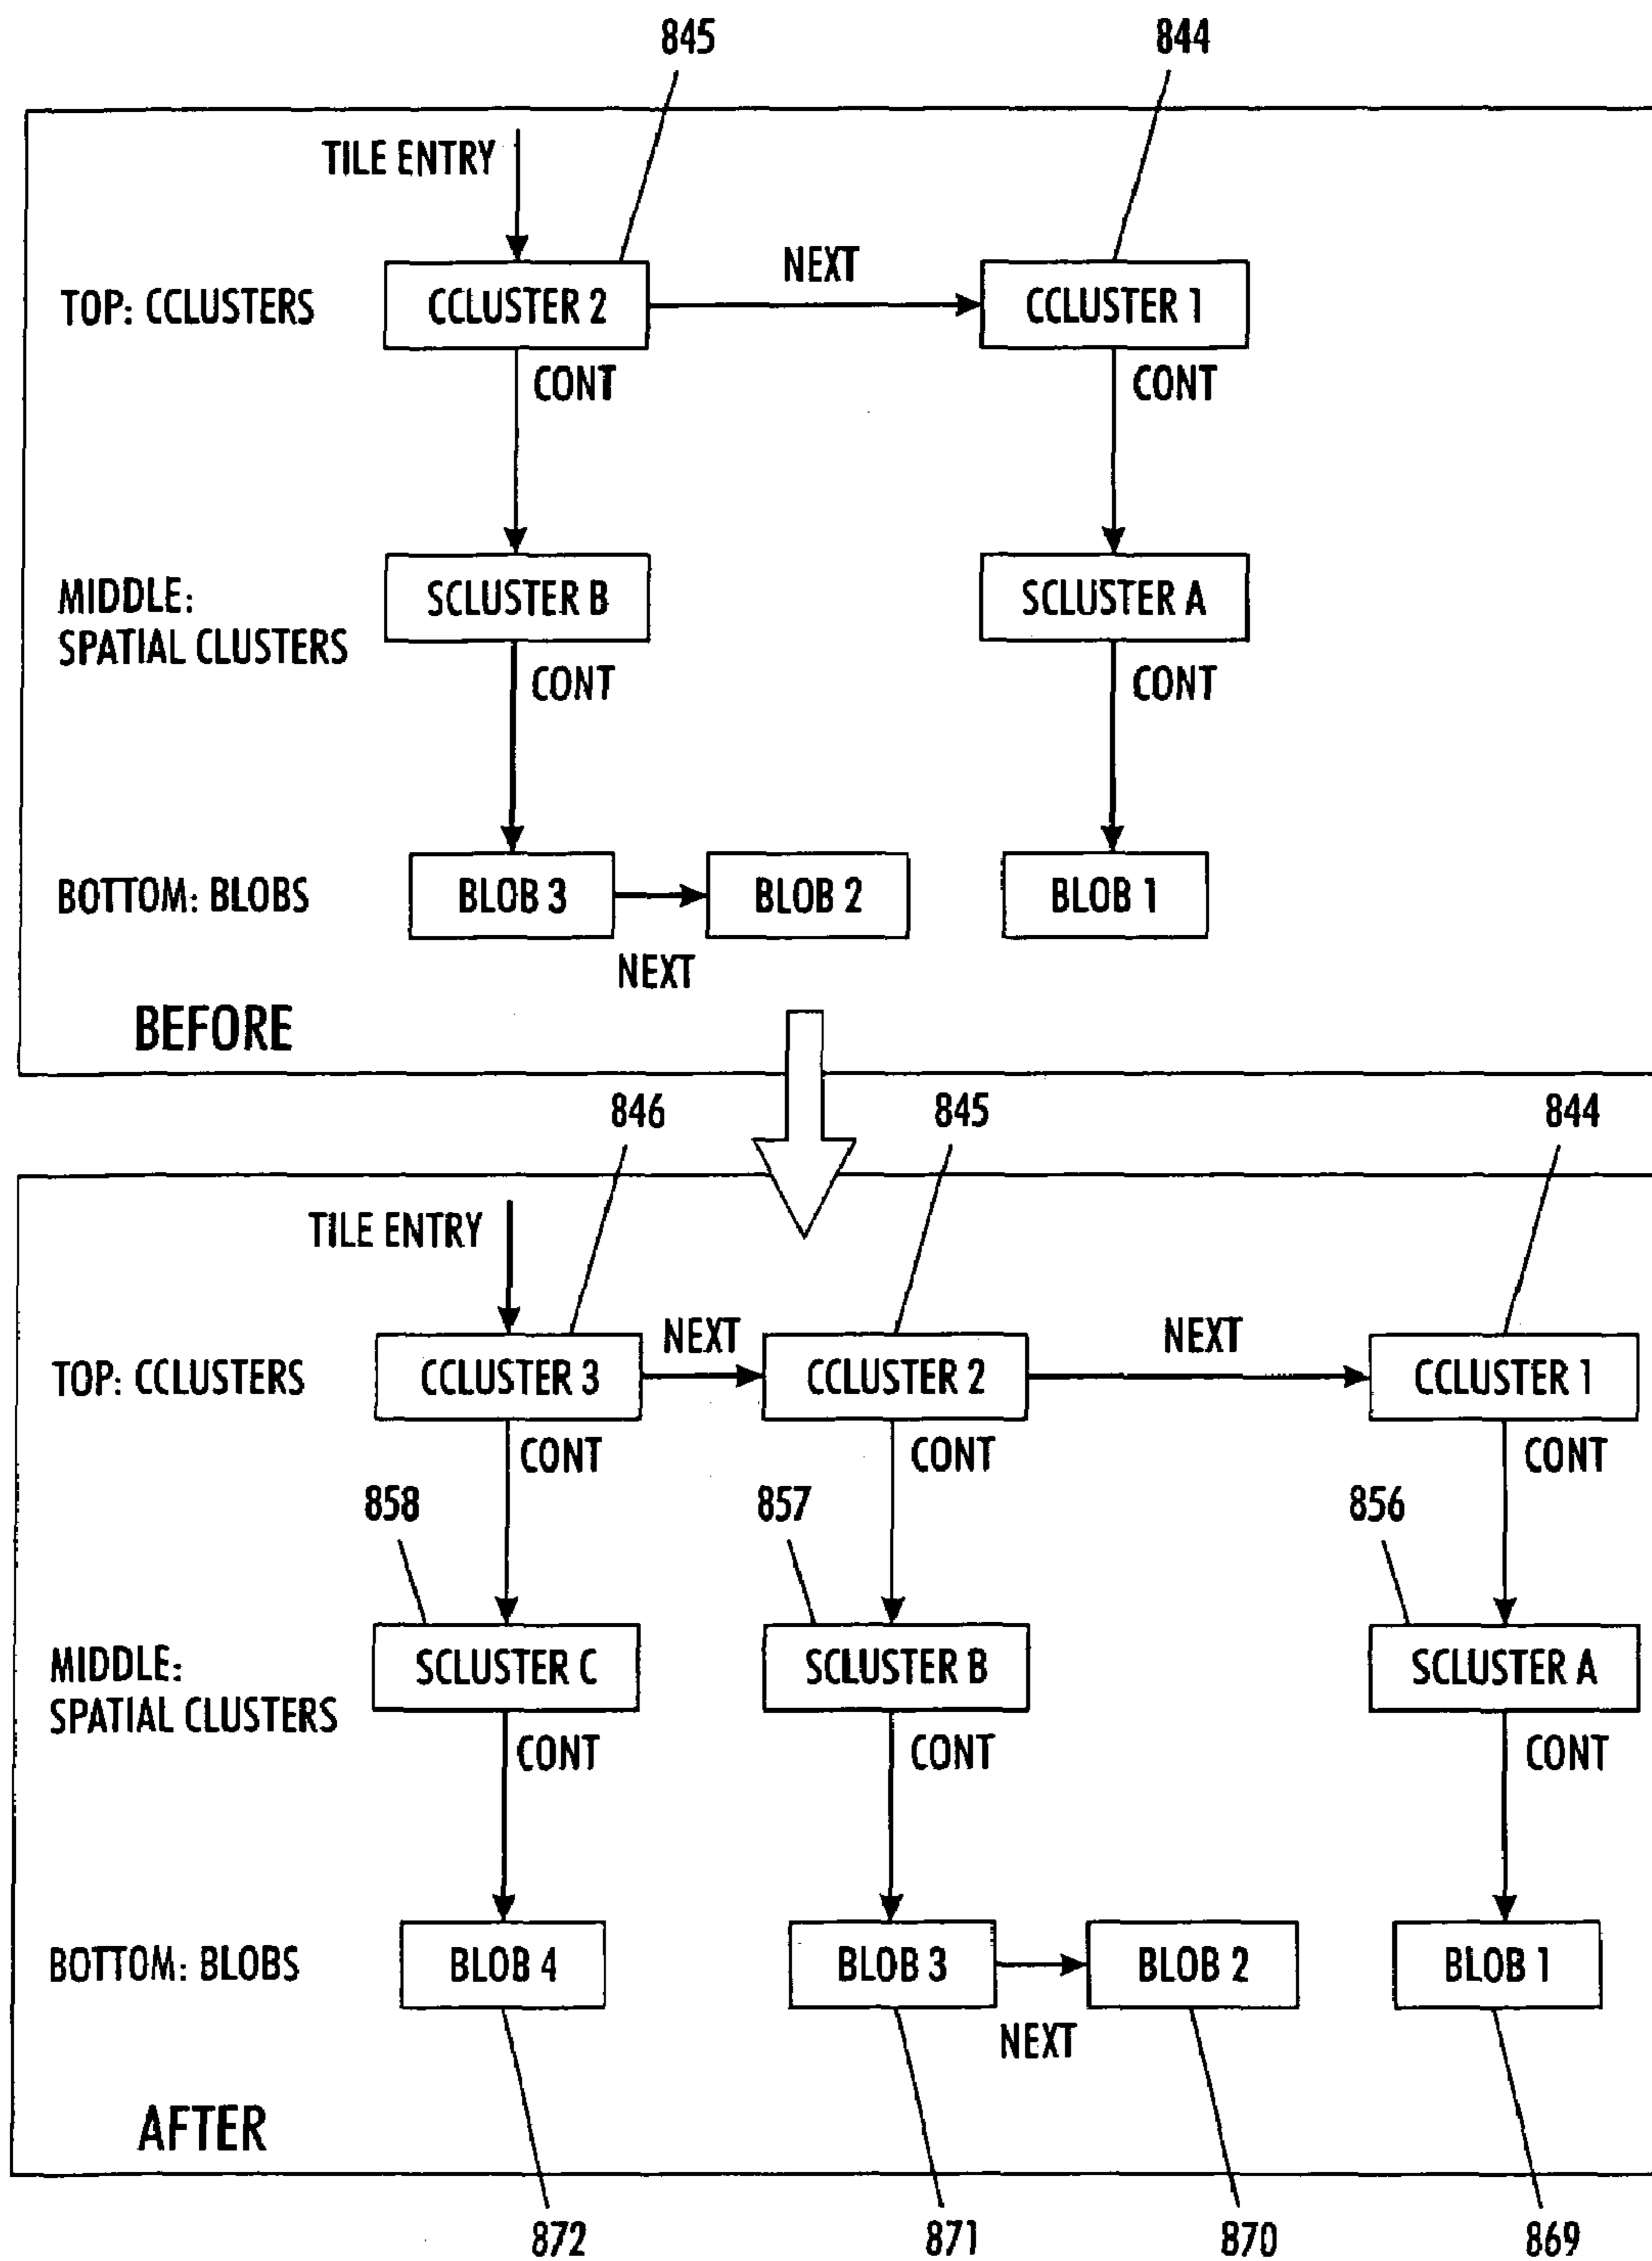 845 844
TILE ENTRY
NEXT
TOP: CCLUSTERS CCLUSTER 2 CCLUSTER 1
CONT CONT
MIDDLE: SCLUSTER B SCLUSTER A
SPATIAL CLUSTERS
CONT CONT
BOTTOM: BLOBS BLOB 3 BLOB 2 BLOB 1
NEXT
BEFORE
846 845 844
TILE ENTRY
NEXT NEXT
TOP: CCLUSTERS CCLUSTER 3 CCLUSTER 2 CCLUSTER 1
CONT CONT CONT
858 857 856
MIDDLE: SCLUSTER C SCLUSTER B SCLUSTER A
SPATIAL CLUSTERS
CONT CONT CONT
BOTTOM: BLOBS BLOB 4 BLOB 3 BLOB 2 BLOB 1
NEXT
AFTER
872 871 870 869